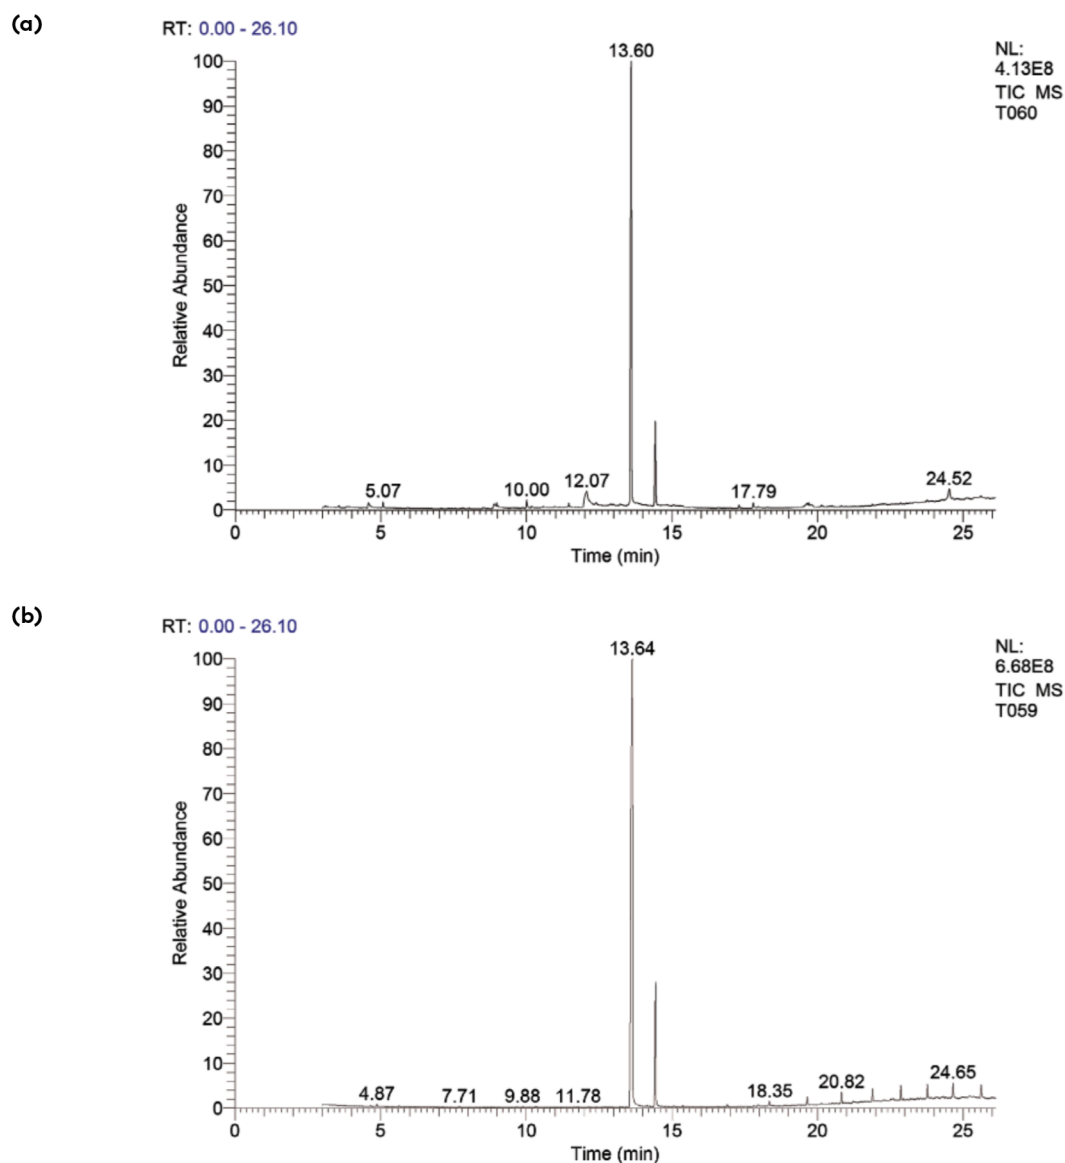 (a)
RT: 0.00 - 26.10
NL:
4.13E8
TIC MS
T060
13.60
100
90
80
70
60
50
40
30
20
10
0
Relative Abundance
5.07
10.00
12.07
17.79
24.52
0 5 10 15 20 25
Time (min)
(b)
RT: 0.00 - 26.10
NL:
6.68E8
TIC MS
T059
13.64
100
90
80
70
60
50
40
30
20
10
0
Relative Abundance
4.87
7.71
9.88
11.78
18.35
20.82
24.65
0 5 10 15 20 25
Time (min)